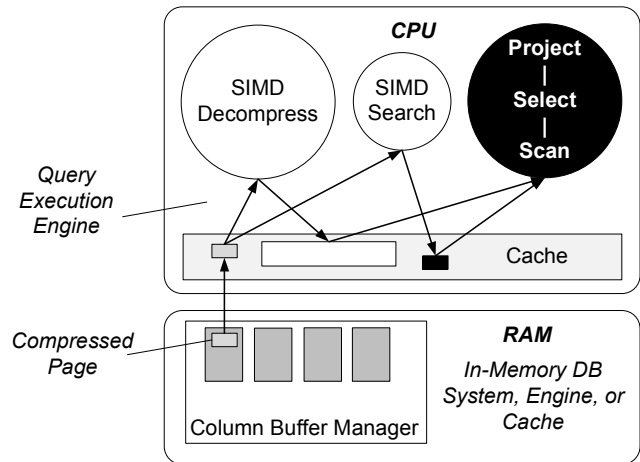 CPU
SIMD
Decompress
SIMD
Search
Project
Select
Scan
Query
Execution
Engine
Cache
Compressed
Page
RAM
In-Memory DB
System, Engine, or
Cache
Column Buffer Manager